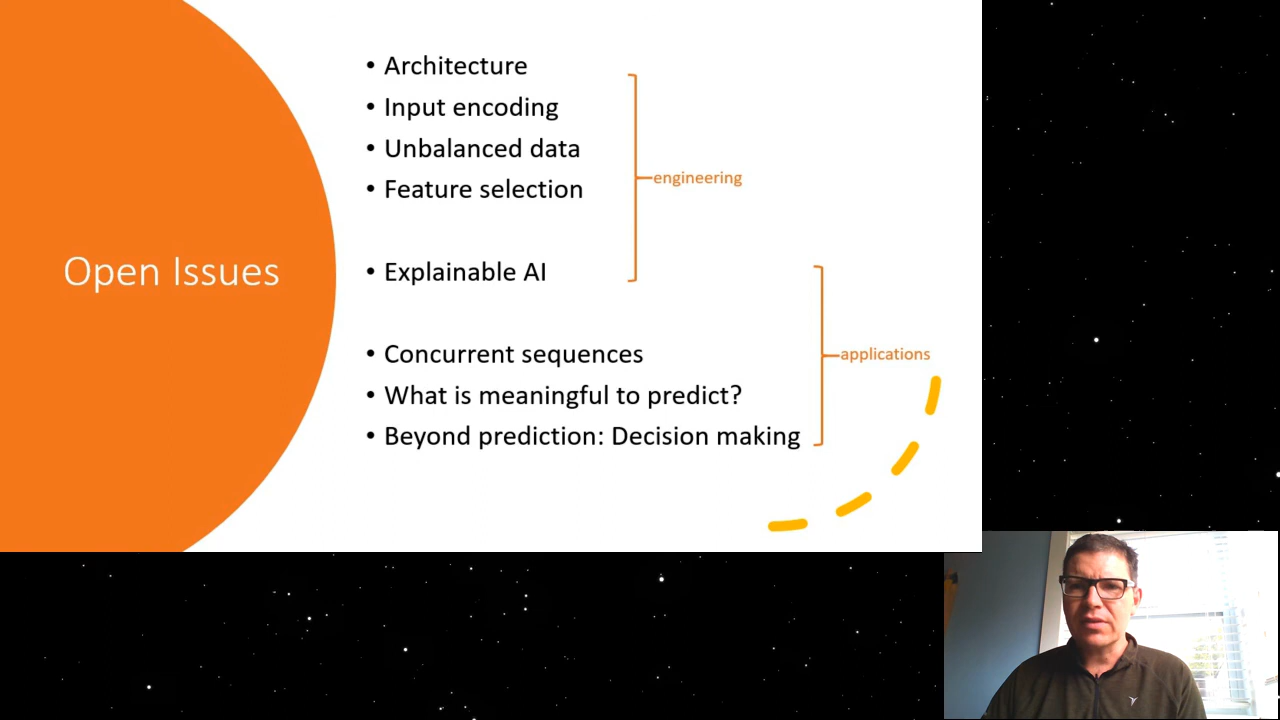 Open Issues
• Architecture
• Input encoding
• Unbalanced data
• Feature selection
• Explainable AI
engineering
• Concurrent sequences
• What is meaningful to predict?
• Beyond prediction: Decision making
applications